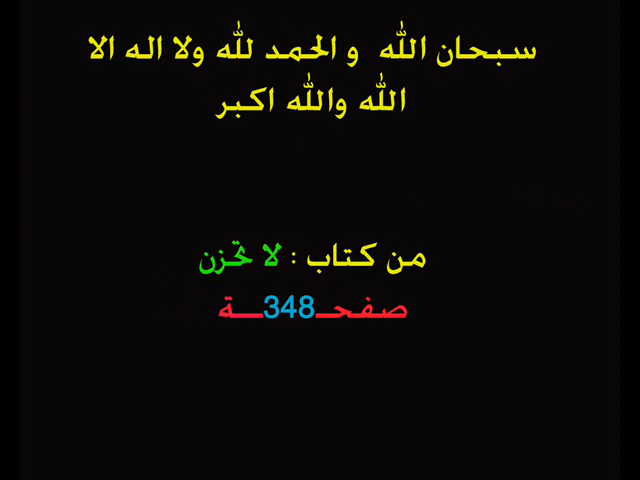 سبحان الله و الحمد لله ولا اله الا
الله والله اكبر
من كتاب : لا تحزن
صفحـ348ـة